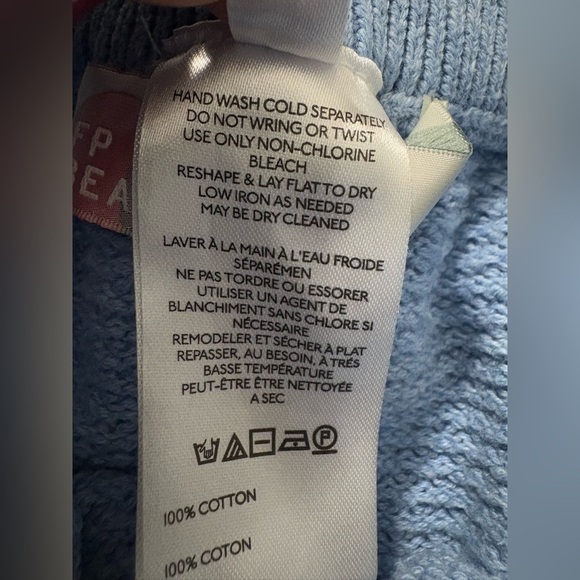 FP
BEA
HAND WASH COLD SEPARATELY
DO NOT WRING OR TWIST
USE ONLY NON-CHLORINE
BLEACH
RESHAPE & LAY FLAT TO DRY
LOW IRON AS NEEDED
MAY BE DRY CLEANED
LAVER À LA MAIN À L'EAU FROIDE
SÉPARÉMEN
NE PAS TORDRE OU ESSORER
UTILISER UN AGENT DE
BLANCHIMENT SANS CHLORE SI
NÉCESSAIRE
REMODELER ET SÉCHER À PLAT
REPASSER, AU BESOIN, À TRÉS
BASSE TEMPÉRATURE
PEUT-ÊTRE ÊTRE NETTOYÉE
A SEC
P
100% COTTON
100% COTON